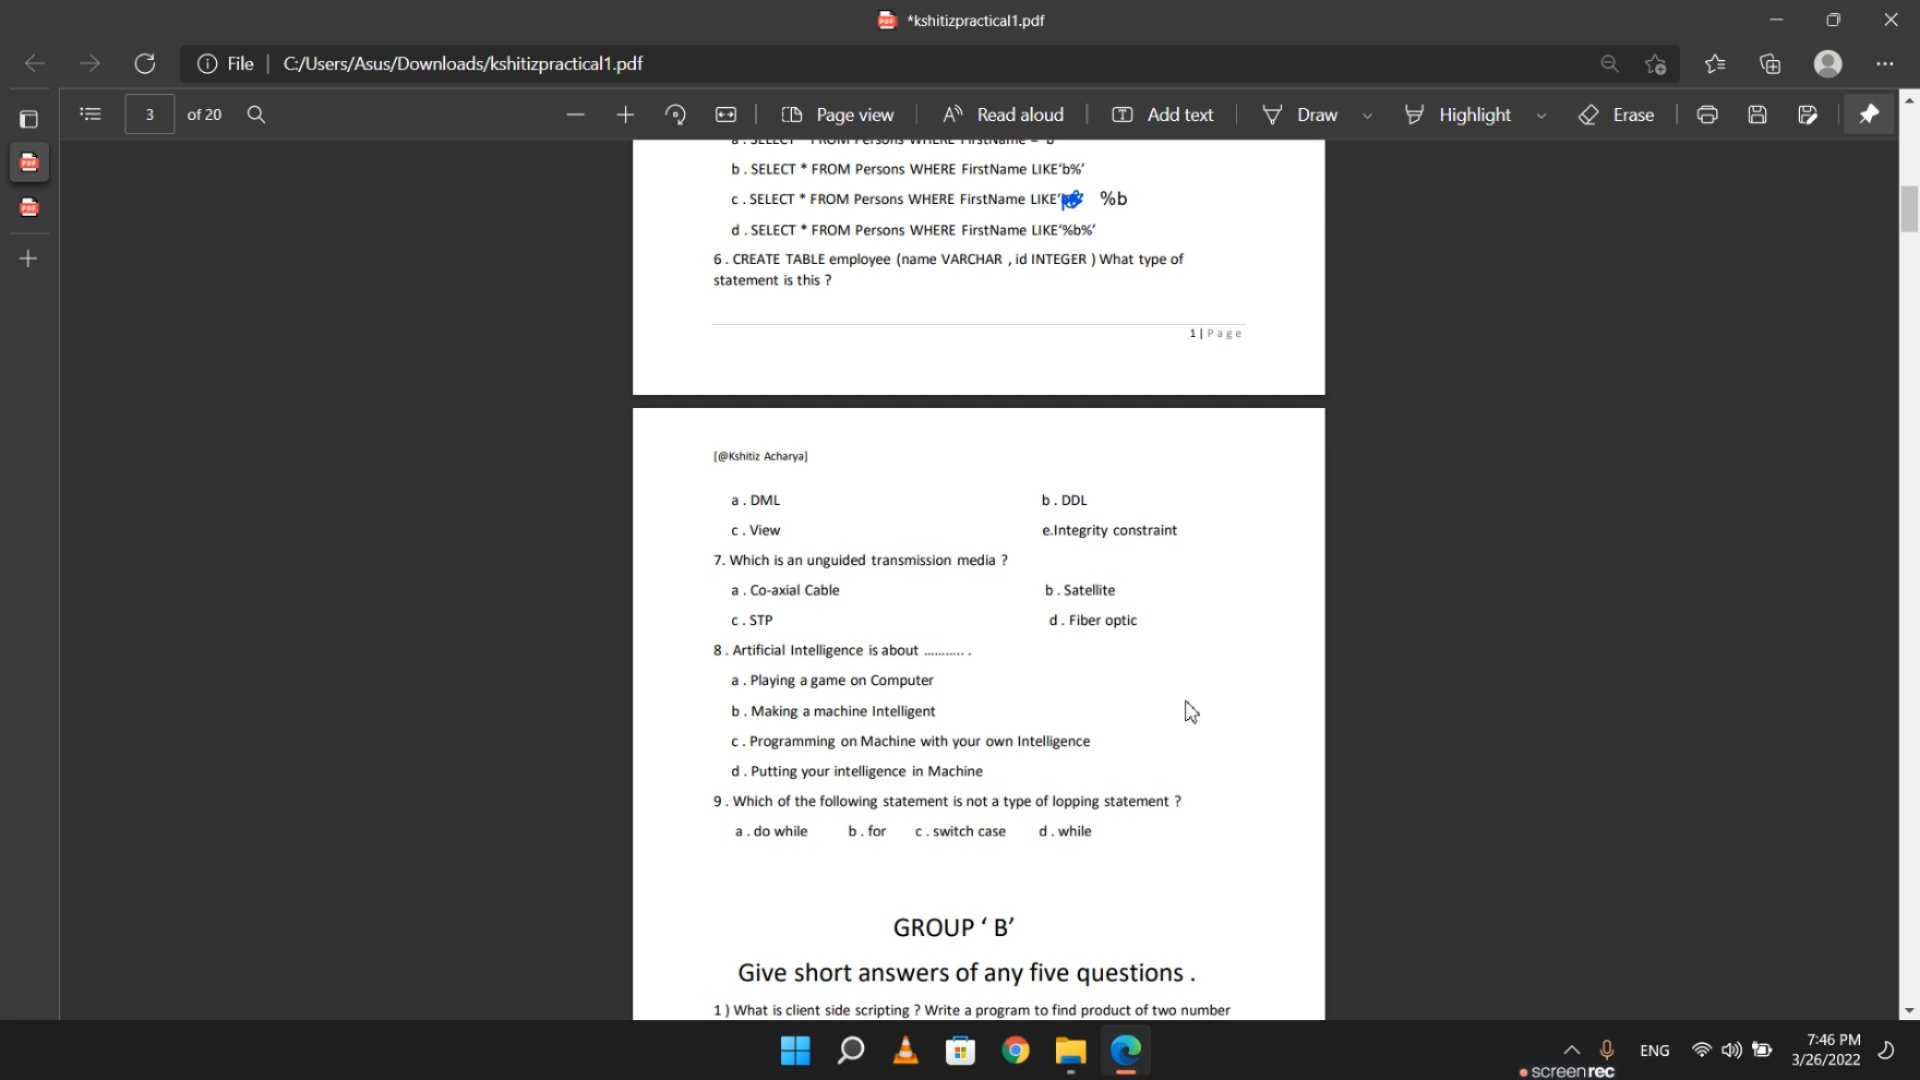 *kshitizpractical1.pdf
File C:/Users/Asus/Downloads/kshitizpractical1.pdf
3 of 20 Page view Read aloud Add text Draw Highlight Erase
b . SELECT * FROM Persons WHERE FirstName LIKE'b%'
c . SELECT * FROM Persons WHERE FirstName LIKE' %b
d . SELECT * FROM Persons WHERE FirstName LIKE'%b%'
6 . CREATE TABLE employee (name VARCHAR , id INTEGER ) What type of
statement is this ?
1 | Page
[@Kshitiz Acharya]
a . DML b . DDL
c . View e.Integrity constraint
7. Which is an unguided transmission media ?
a . Co-axial Cable b . Satellite
c . STP d . Fiber optic
8 . Artificial Intelligence is about ........... .
a . Playing a game on Computer
b . Making a machine Intelligent
c . Programming on Machine with your own Intelligence
d . Putting your intelligence in Machine
9 . Which of the following statement is not a type of lopping statement ?
a . do while b . for c . switch case d . while
GROUP ‘ B’
Give short answers of any five questions .
1 ) What is client side scripting ? Write a program to find product of two number
ENG 7:46 PM
3/26/2022
screenrec